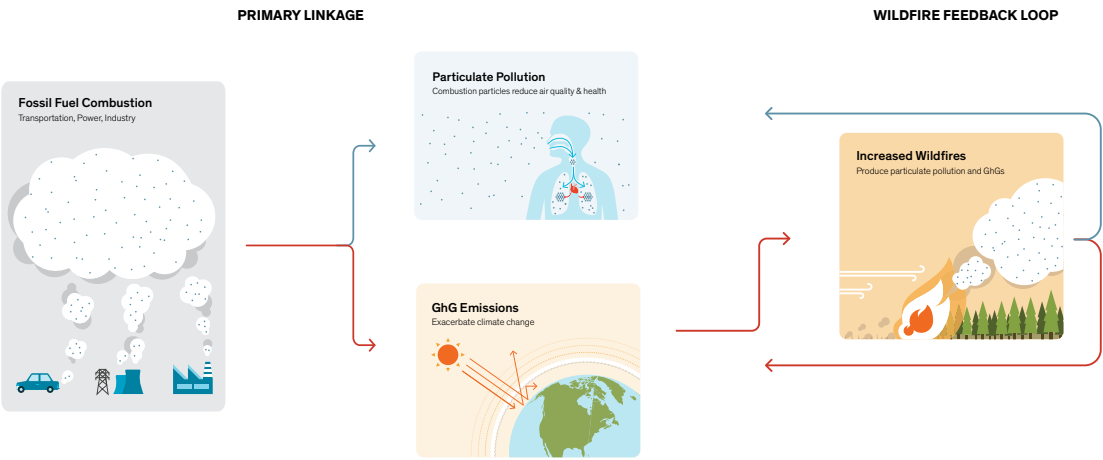 PRIMARY LINKAGE
WILDFIRE FEEDBACK LOOP
Fossil Fuel Combustion
Transportation, Power, Industry
Particulate Pollution
Combustion particles reduce air quality & health
GhG Emissions
Exacerbate climate change
Increased Wildfires
Produce particulate pollution and GhGs